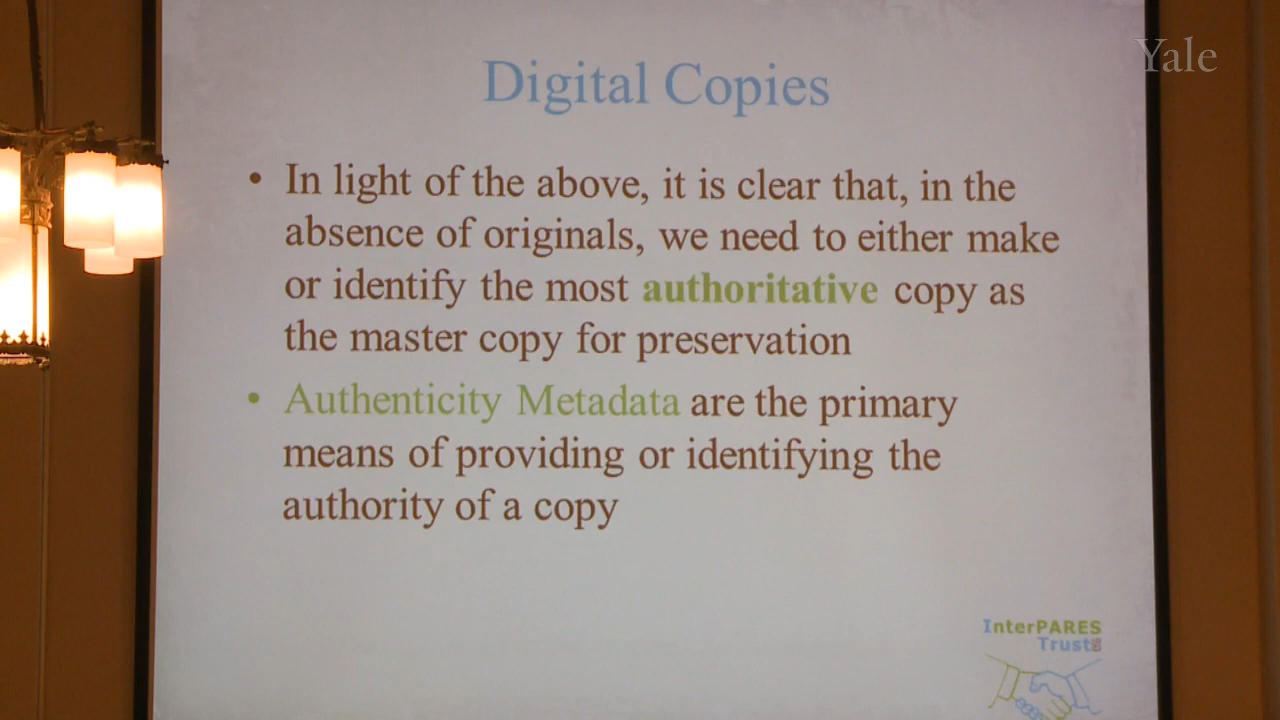 Yale
Digital Copies
• In light of the above, it is clear that, in the
absence of originals, we need to either make
or identify the most authoritative copy as
the master copy for preservation
• Authenticity Metadata are the primary
means of providing or identifying the
authority of a copy
InterPARES
Trust